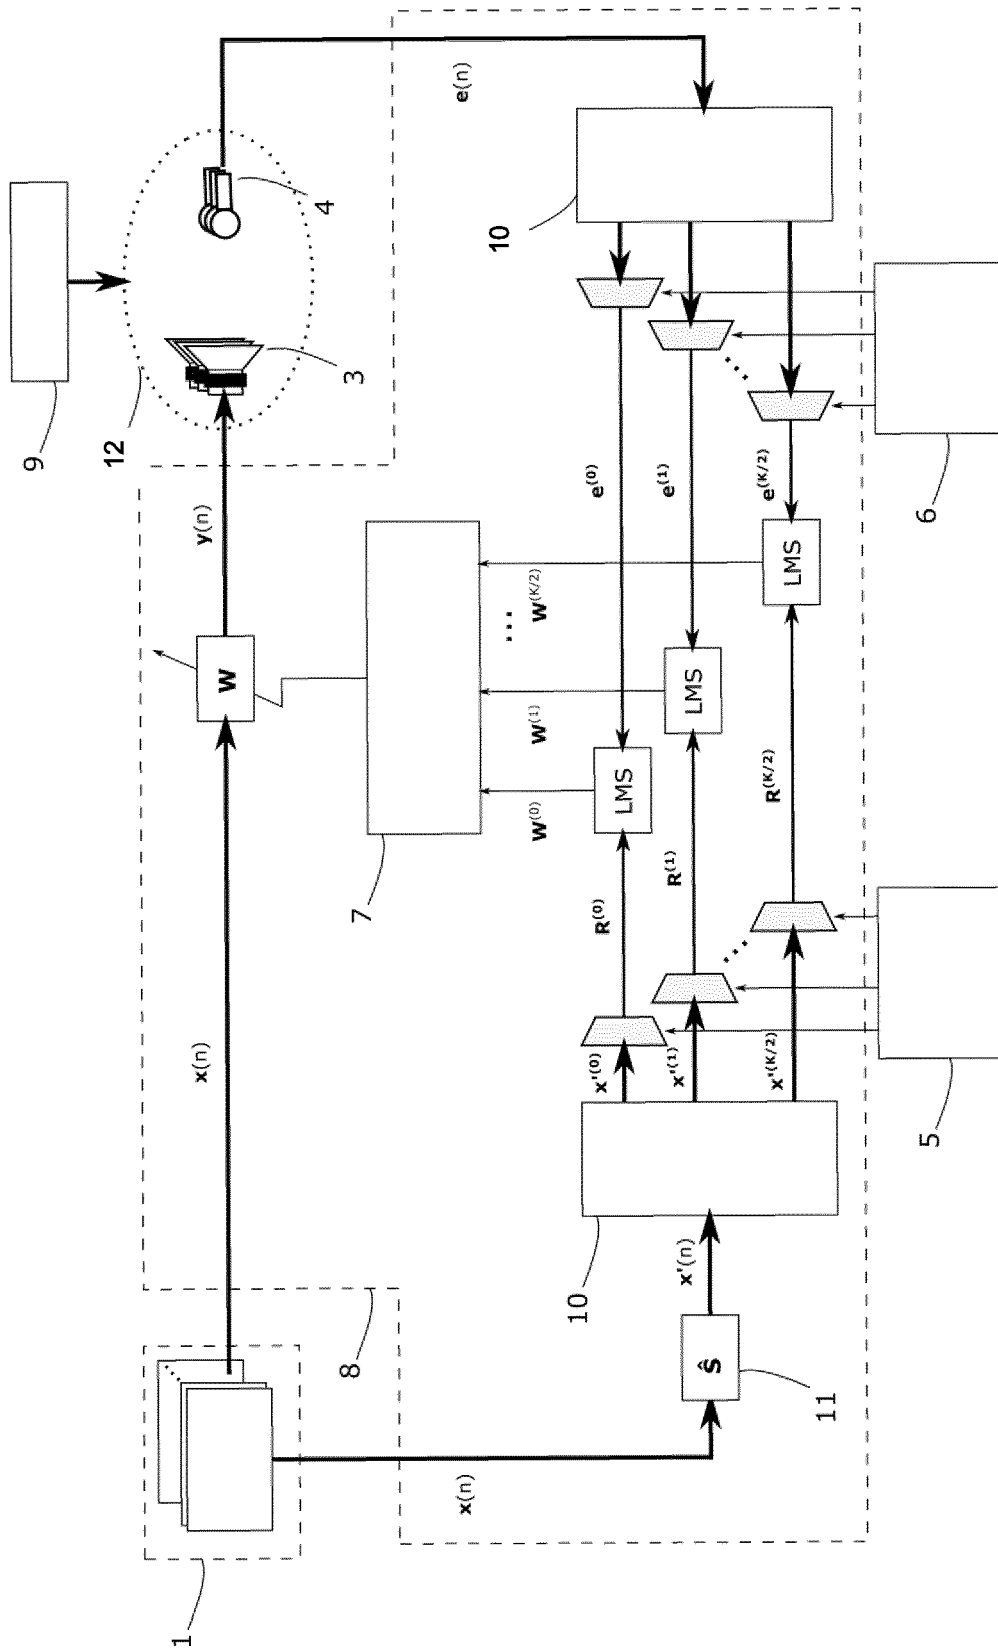 9
12
1
x(n)
y(n)
W
4
8
3
7
x(n)
e(n)
10
...
W(0)
W(1)
W(K/2)
10
x'(0)
R(0)
e(0)
LMS
x'(1)
R(1)
e(1)
x'(n)
LMS
Ŝ
...
...
x'(K/2)
R(K/2)
e(K/2)
LMS
11
5
6